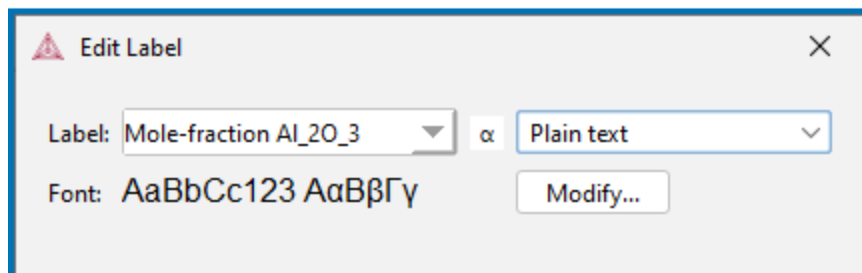 Edit Label
Label: Mole-fraction Al_2O_3 α Plain text
Font: AaBbCc123 AαBβΓγ Modify...